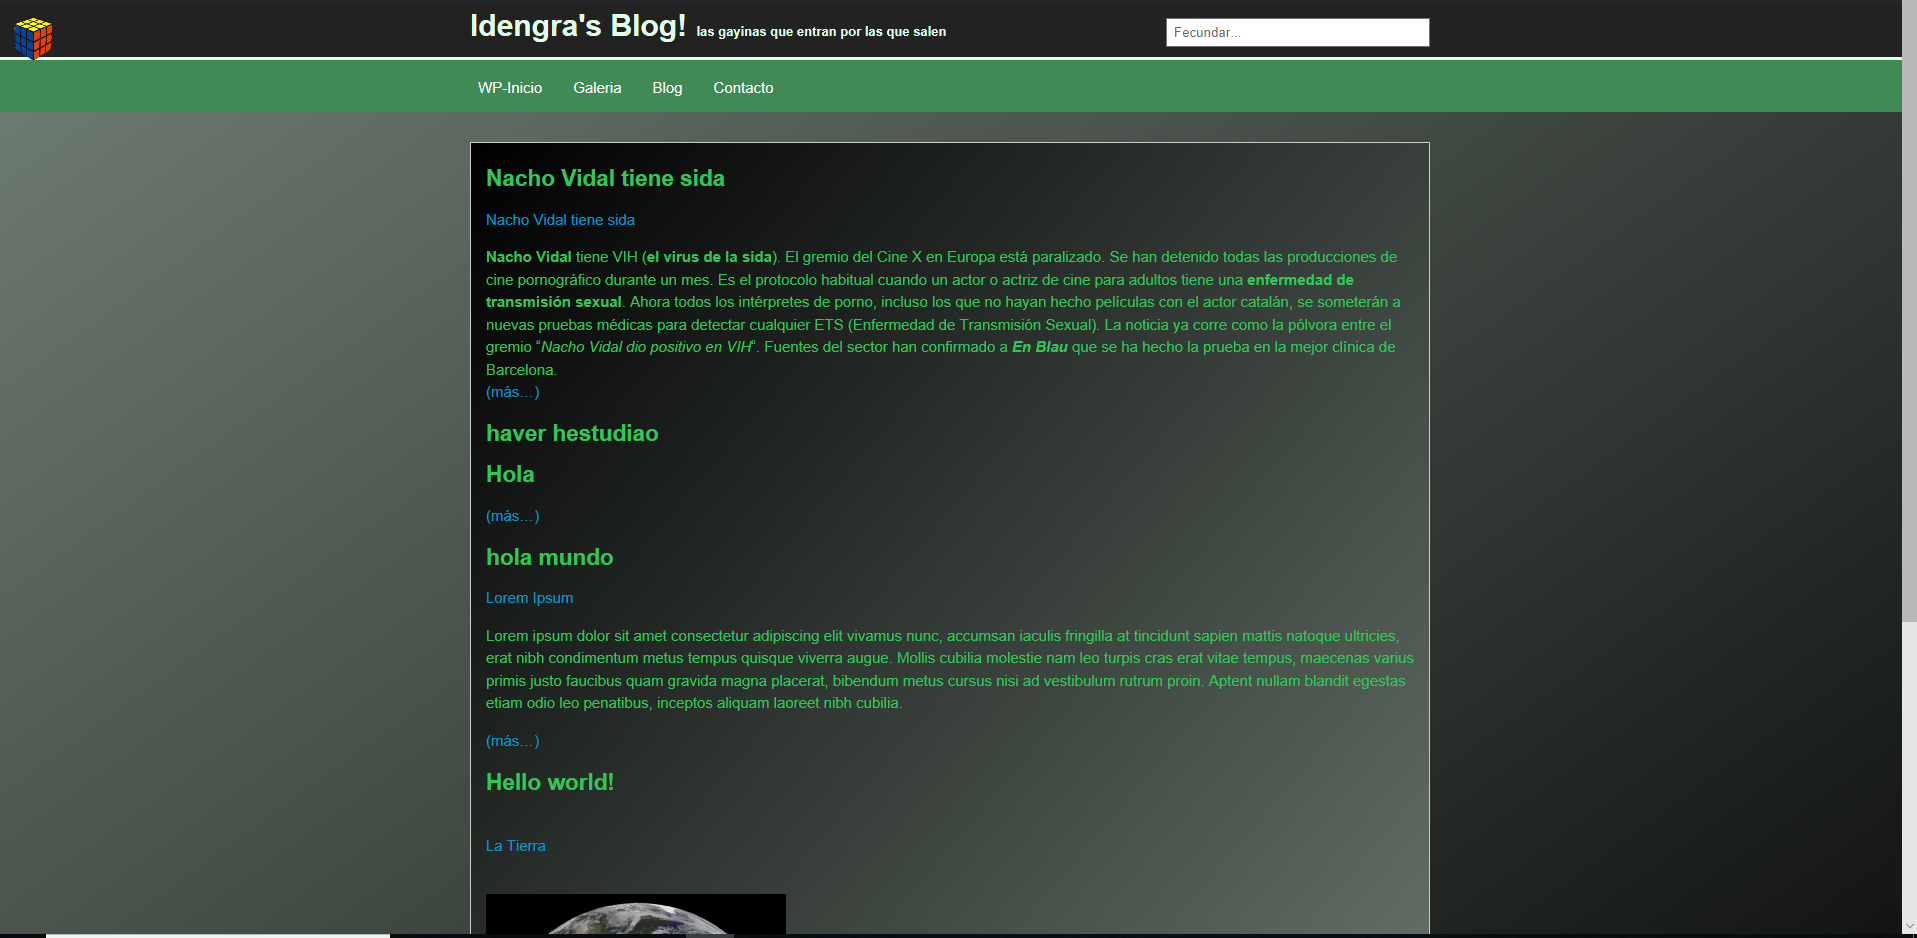 Idengra's Blog! las gayinas que entran por las que salen
Fecundar...
WP-Inicio Galeria Blog Contacto
Nacho Vidal tiene sida
Nacho Vidal tiene sida
Nacho Vidal tiene VIH (el virus de la sida). El gremio del Cine X en Europa está paralizado. Se han detenido todas las producciones de
cine pornográfico durante un mes. Es el protocolo habitual cuando un actor o actriz de cine para adultos tiene una enfermedad de
transmisión sexual. Ahora todos los intérpretes de porno, incluso los que no hayan hecho películas con el actor catalán, se someterán a
nuevas pruebas médicas para detectar cualquier ETS (Enfermedad de Transmisión Sexual). La noticia ya corre como la pólvora entre el
gremio “Nacho Vidal dio positivo en VIH“. Fuentes del sector han confirmado a En Blau que se ha hecho la prueba en la mejor clínica de
Barcelona.
(más…)
haver hestudiao
Hola
(más…)
hola mundo
Lorem Ipsum
Lorem ipsum dolor sit amet consectetur adipiscing elit vivamus nunc, accumsan iaculis fringilla at tincidunt sapien mattis natoque ultricies,
erat nibh condimentum metus tempus quisque viverra augue. Mollis cubilia molestie nam leo turpis cras erat vitae tempus, maecenas varius
primis justo faucibus quam gravida magna placerat, bibendum metus cursus nisi ad vestibulum rutrum proin. Aptent nullam blandit egestas
etiam odio leo penatibus, inceptos aliquam laoreet nibh cubilia.
(más…)
Hello world!
La Tierra